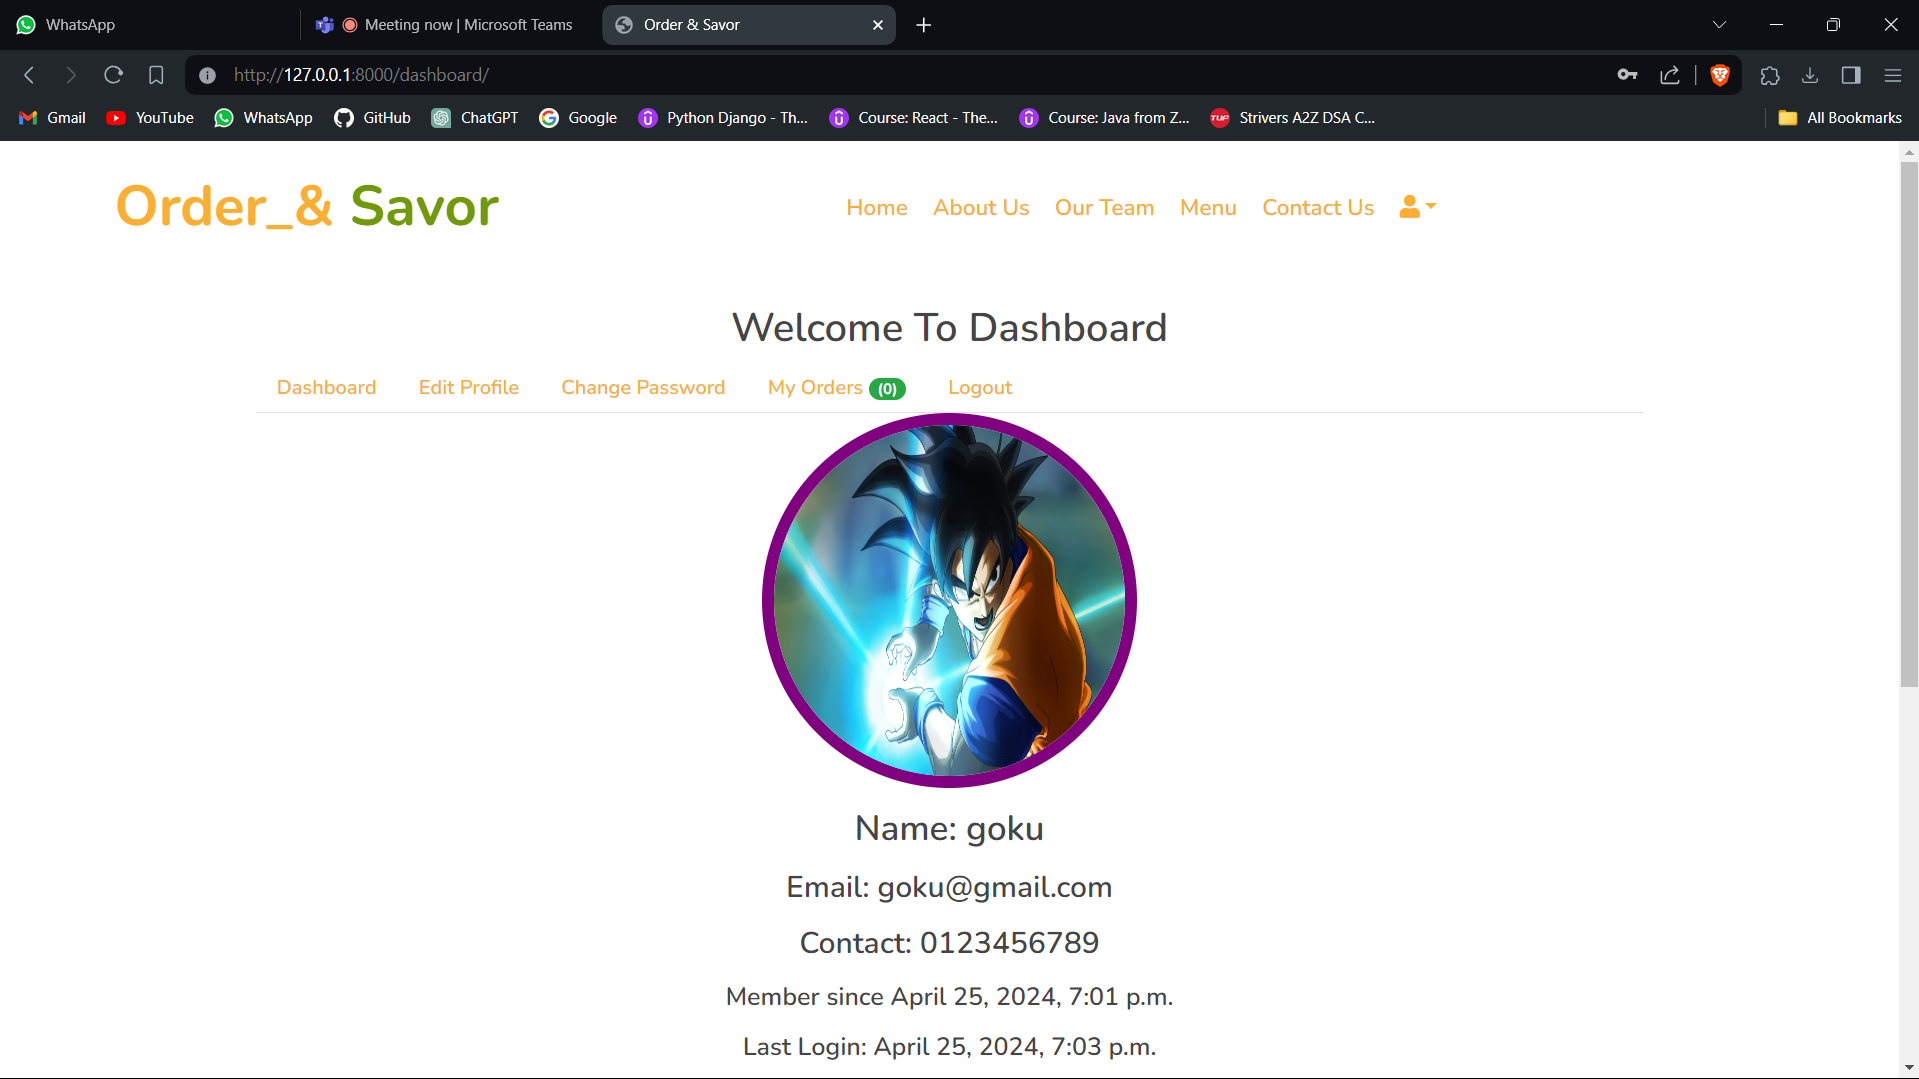 WhatsApp
Meeting now | Microsoft Teams
Order & Savor
http://127.0.0.1:8000/dashboard/
Gmail
YouTube
WhatsApp
GitHub
ChatGPT
Google
Python Django - Th...
Course: React - The...
Course: Java from Z...
TUF
Strivers A2Z DSA C...
All Bookmarks
Order_& Savor
Home
About Us
Our Team
Menu
Contact Us
Welcome To Dashboard
Dashboard
Edit Profile
Change Password
My Orders (0)
Logout
Name: goku
Email: goku@gmail.com
Contact: 0123456789
Member since April 25, 2024, 7:01 p.m.
Last Login: April 25, 2024, 7:03 p.m.